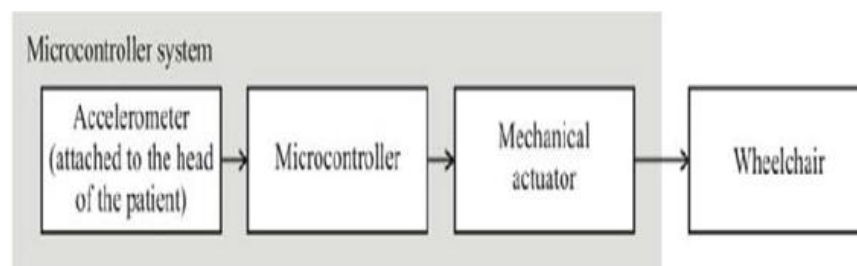 Microcontroller system
Accelerometer
(attached to the head
of the patient)
Microcontroller
Mechanical
actuator
Wheelchair